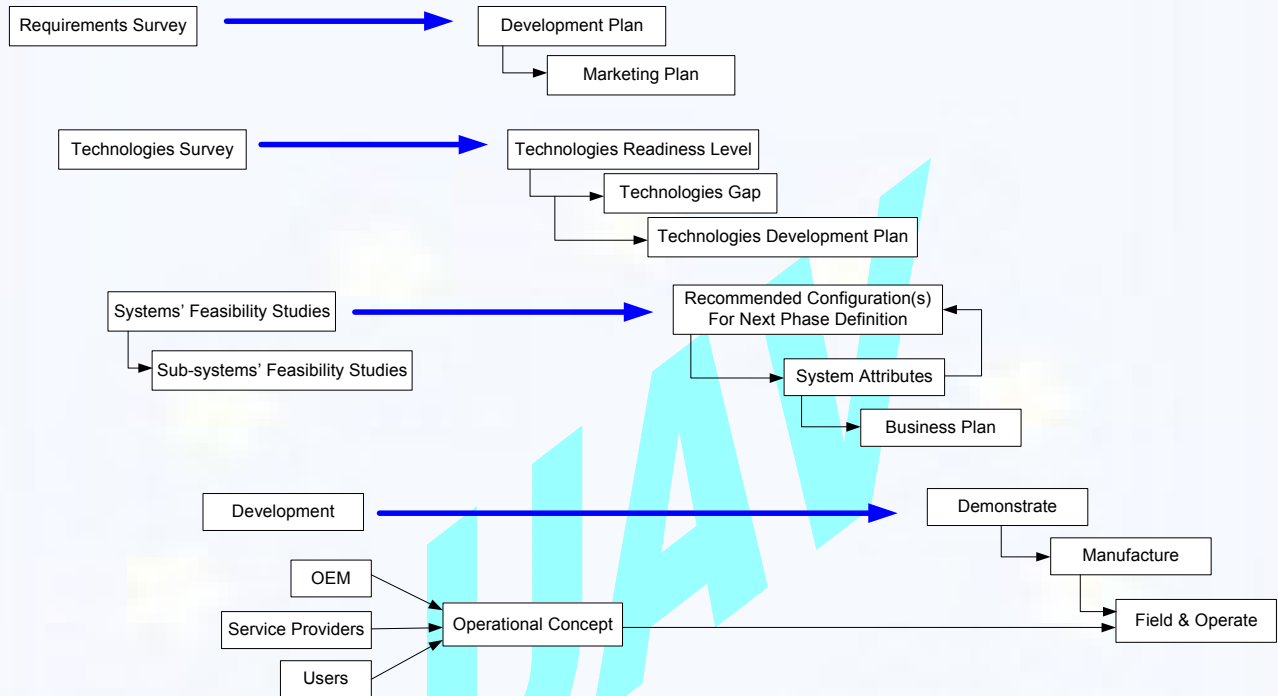 Requirements Survey
Development Plan
Marketing Plan
Technologies Survey
Technologies Readiness Level
Technologies Gap
Technologies Development Plan
Systems' Feasibility Studies
Sub-systems' Feasibility Studies
Recommended Configuration(s)
For Next Phase Definition
System Attributes
Business Plan
Development
Demonstrate
Manufacture
OEM
Service Providers
Users
Operational Concept
Field & Operate
UAV